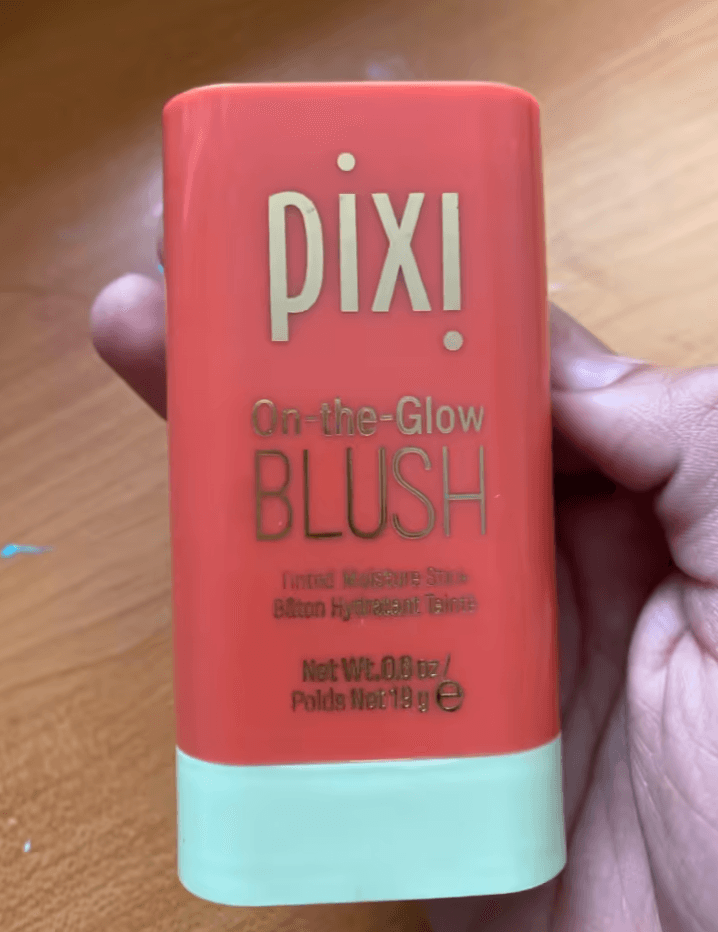 pixi
On-the-Glow
BLUSH
Tinted Moisture Stick
Bâton Hydratant Teinté
Net Wt.0.6 oz /
Poids Net 19 g ℮